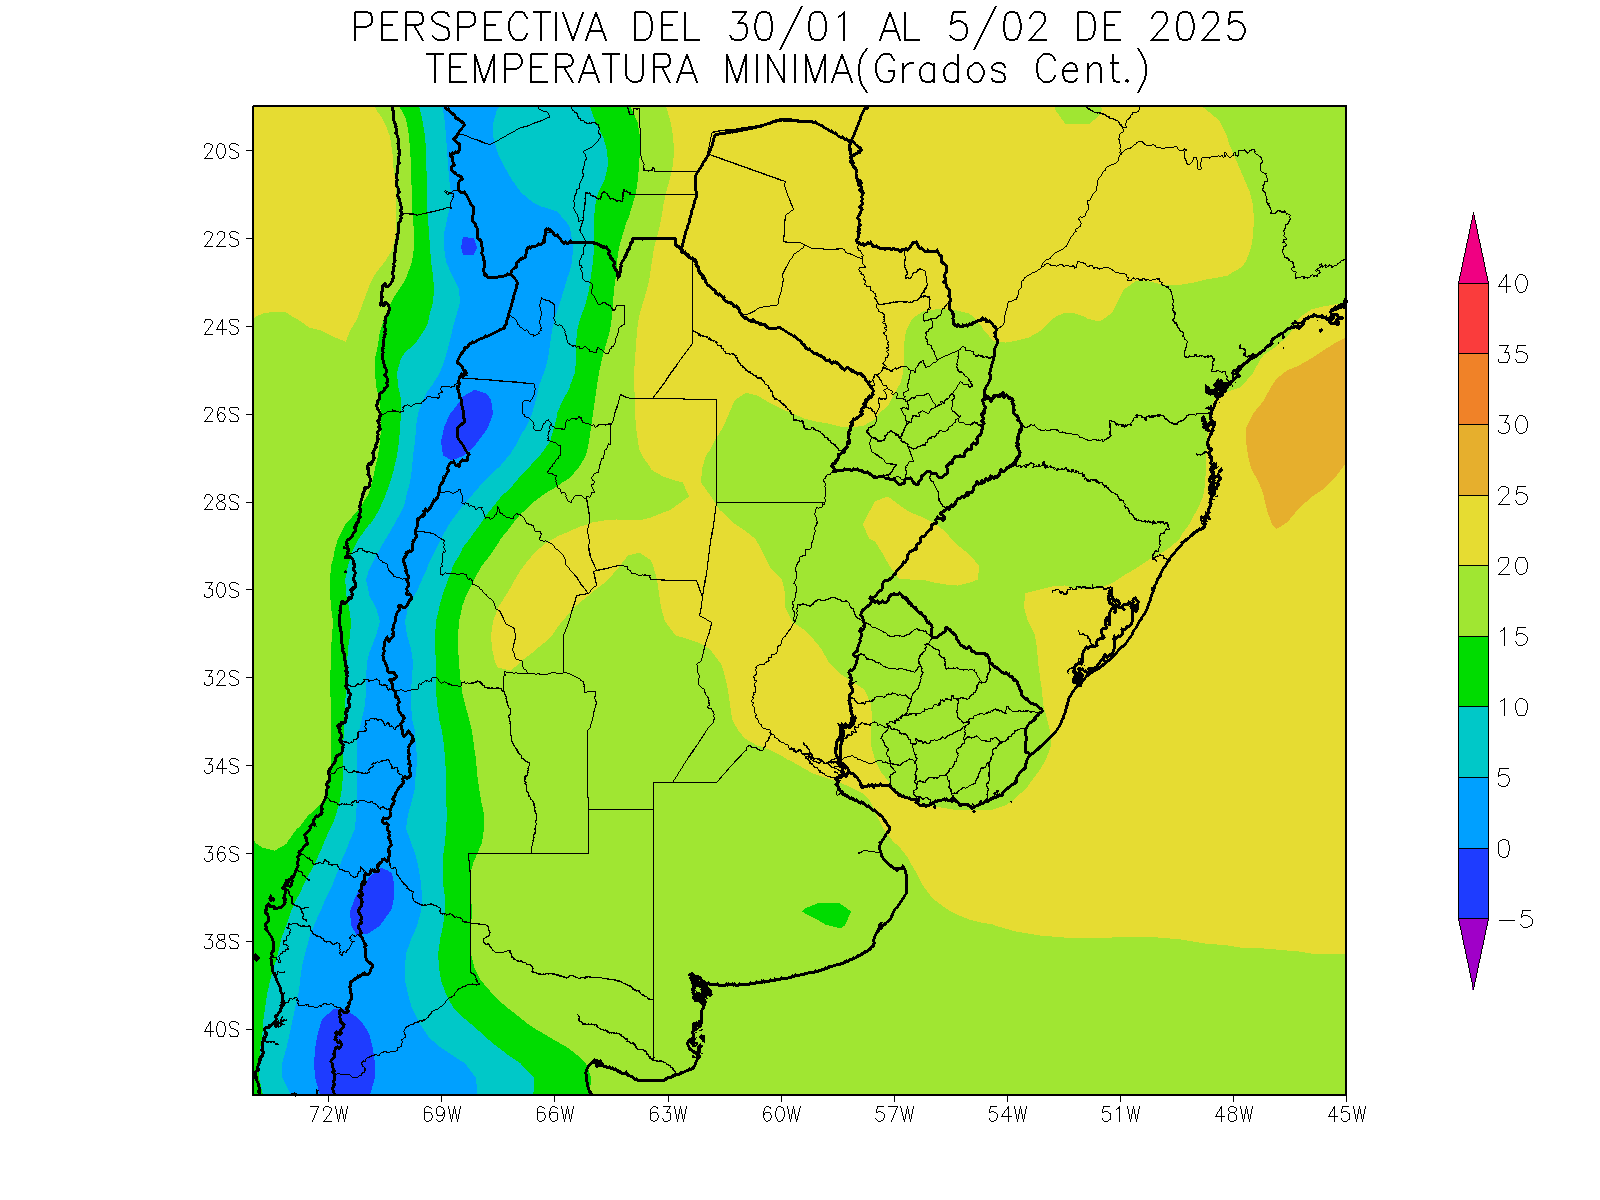 PERSPECTIVA DEL 30/01 AL 5/02 DE 2025
TEMPERATURA MINIMA(Grados Cent.)
20S
22S
24S
26S
28S
30S
32S
34S
36S
38S
40S
72W 69W 66W 63W 60W 57W 54W 51W 48W 45W
40
35
30
25
20
15
10
5
0
−5